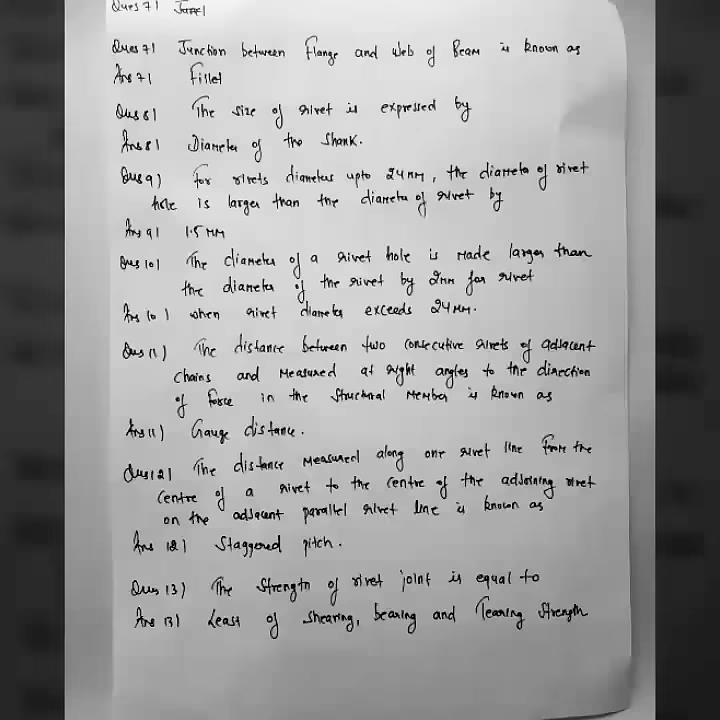 Ques 7)
Ques 7) Junction between Flange and Web of Beam is known as
Ans 7) Fillet
Ques 8) The size of rivet is expressed by
Ans 8) Diameter of the Shank.
Ques 9) For rivets diameters upto 24 MM, the diameter of rivet
hole is larger than the diameter of rivet by
Ans 9) 1.5 MM
Ques 10) The diameter of a rivet hole is Made larger than
the diameter of the rivet by 2mm for rivet
Ans 10) when rivet diameter exceeds 24 MM.
Ques 11) The distance between two consecutive rivets of adjacent
chains and Measured at right angles to the direction
of force in the structural Member is known as
Ans 11) Gauge distance.
Ques 12) The distance Measured along one rivet line from the
centre of a rivet to the centre of the adjoining rivet
on the adjacent parallel rivet line is known as
Ans 12) Staggered pitch.
Ques 13) The Strength of rivet joint is equal to
Ans 13) Least of shearing, bearing and Tearing Strength